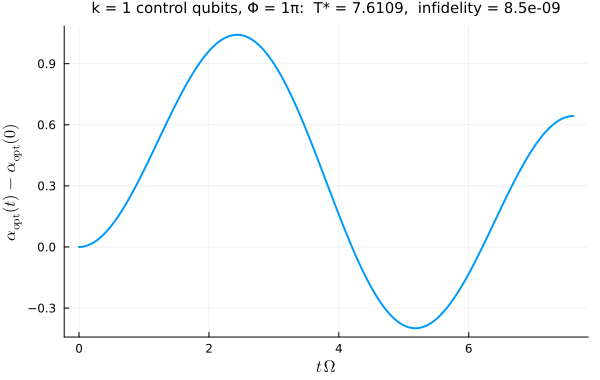 k = 1 control qubits, Φ = 1π:  T* = 7.6109,  infidelity = 8.5e-09
α_opt(t) − α_opt(0)
0.9
0.6
0.3
0.0
−0.3
0 2 4 6
t Ω